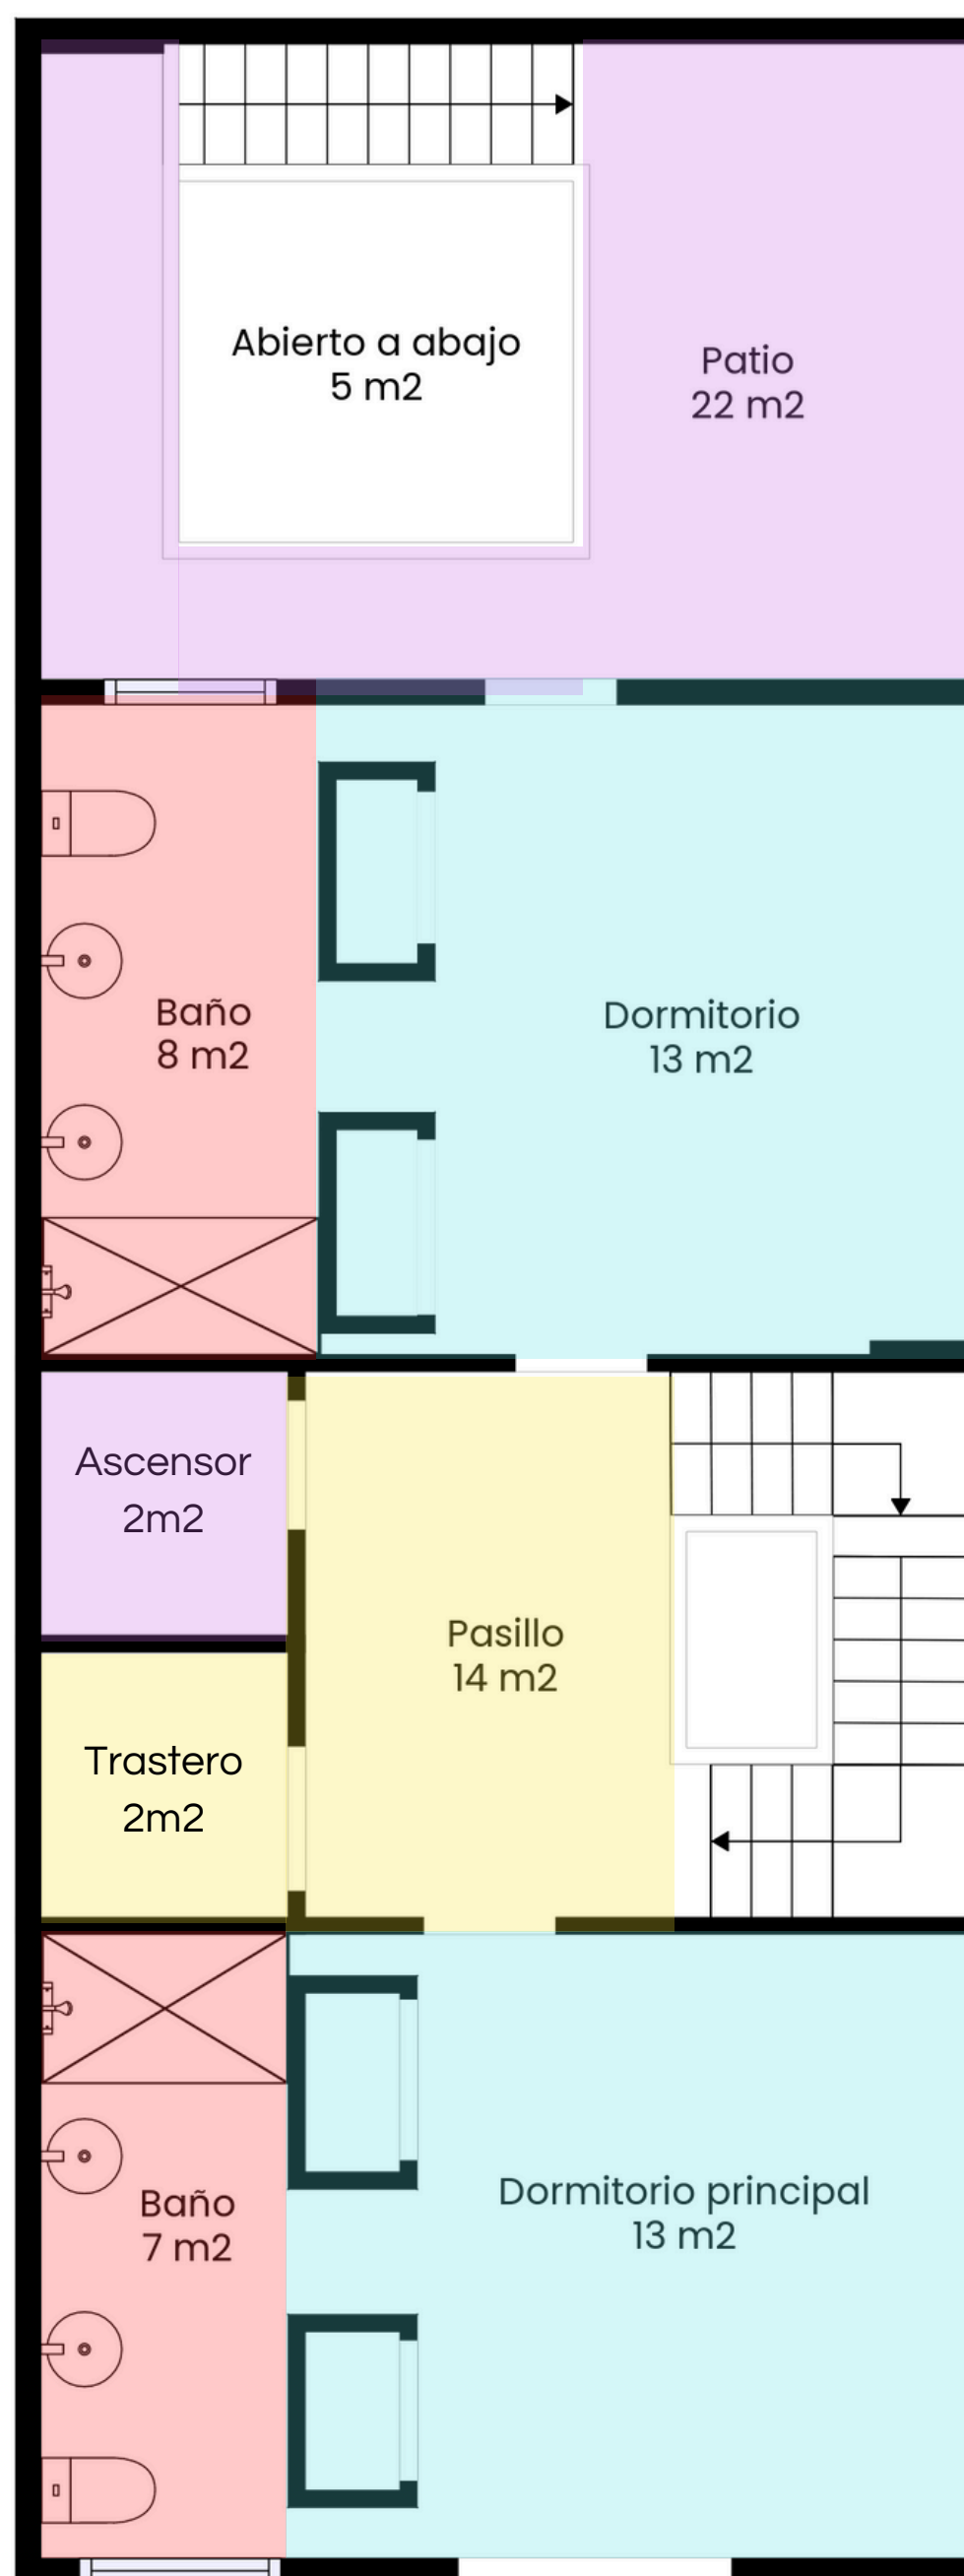 Abierto a abajo
5 m2
Patio
22 m2
Baño
8 m2
Dormitorio
13 m2
Ascensor
2m2
Pasillo
14 m2
Trastero
2m2
Baño
7 m2
Dormitorio principal
13 m2